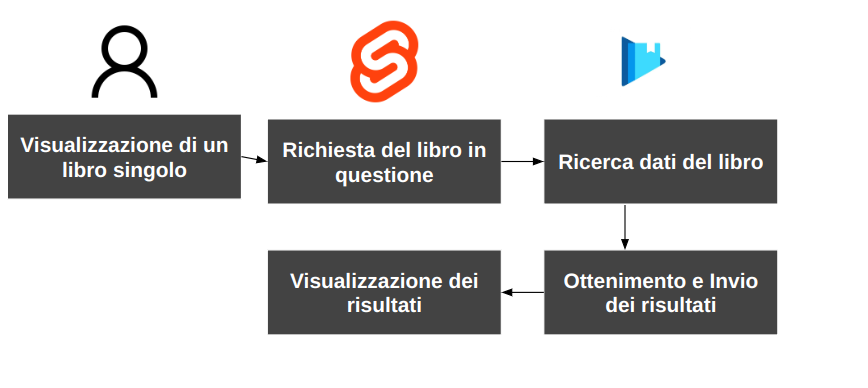 Visualizzazione di un
libro singolo
Richiesta del libro in
questione
Ricerca dati del libro
Visualizzazione dei
risultati
Ottenimento e Invio
dei risultati